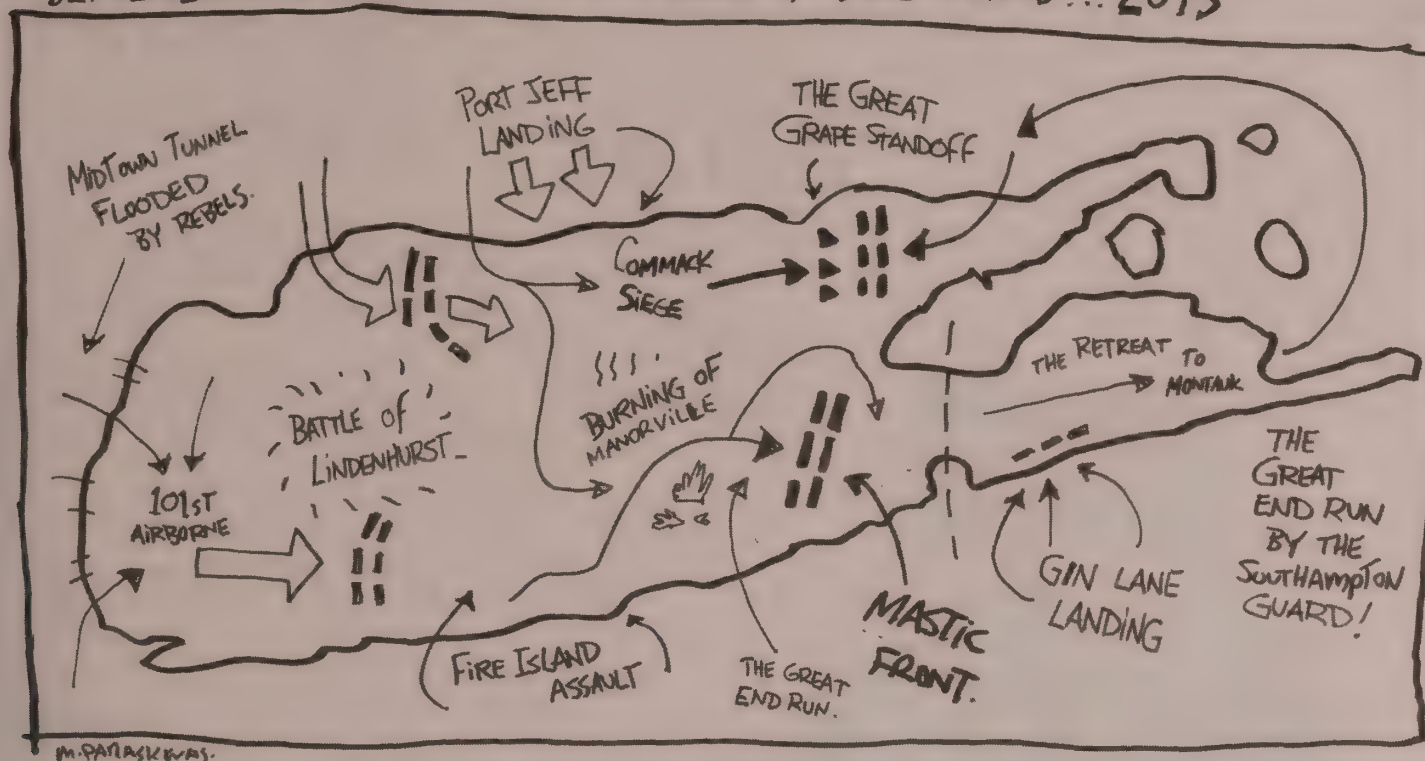 2013
MIDTOWN TUNNEL
FLOODED
BY REBELS.
PORT JEFF
LANDING
THE GREAT
GRAPE STANDOFF
COMMACK
SIEGE
BATTLE OF
LINDENHURST
BURNING OF
MANORVILLE
THE RETREAT TO
MONTAUK
101ST
AIRBORNE
FIRE ISLAND
ASSAULT
THE GREAT
END RUN.
MASTIC
FRONT.
GIN LANE
LANDING
THE
GREAT
END RUN
BY THE
SOUTHAMPTON
GUARD!
M. PARASKEVAS.